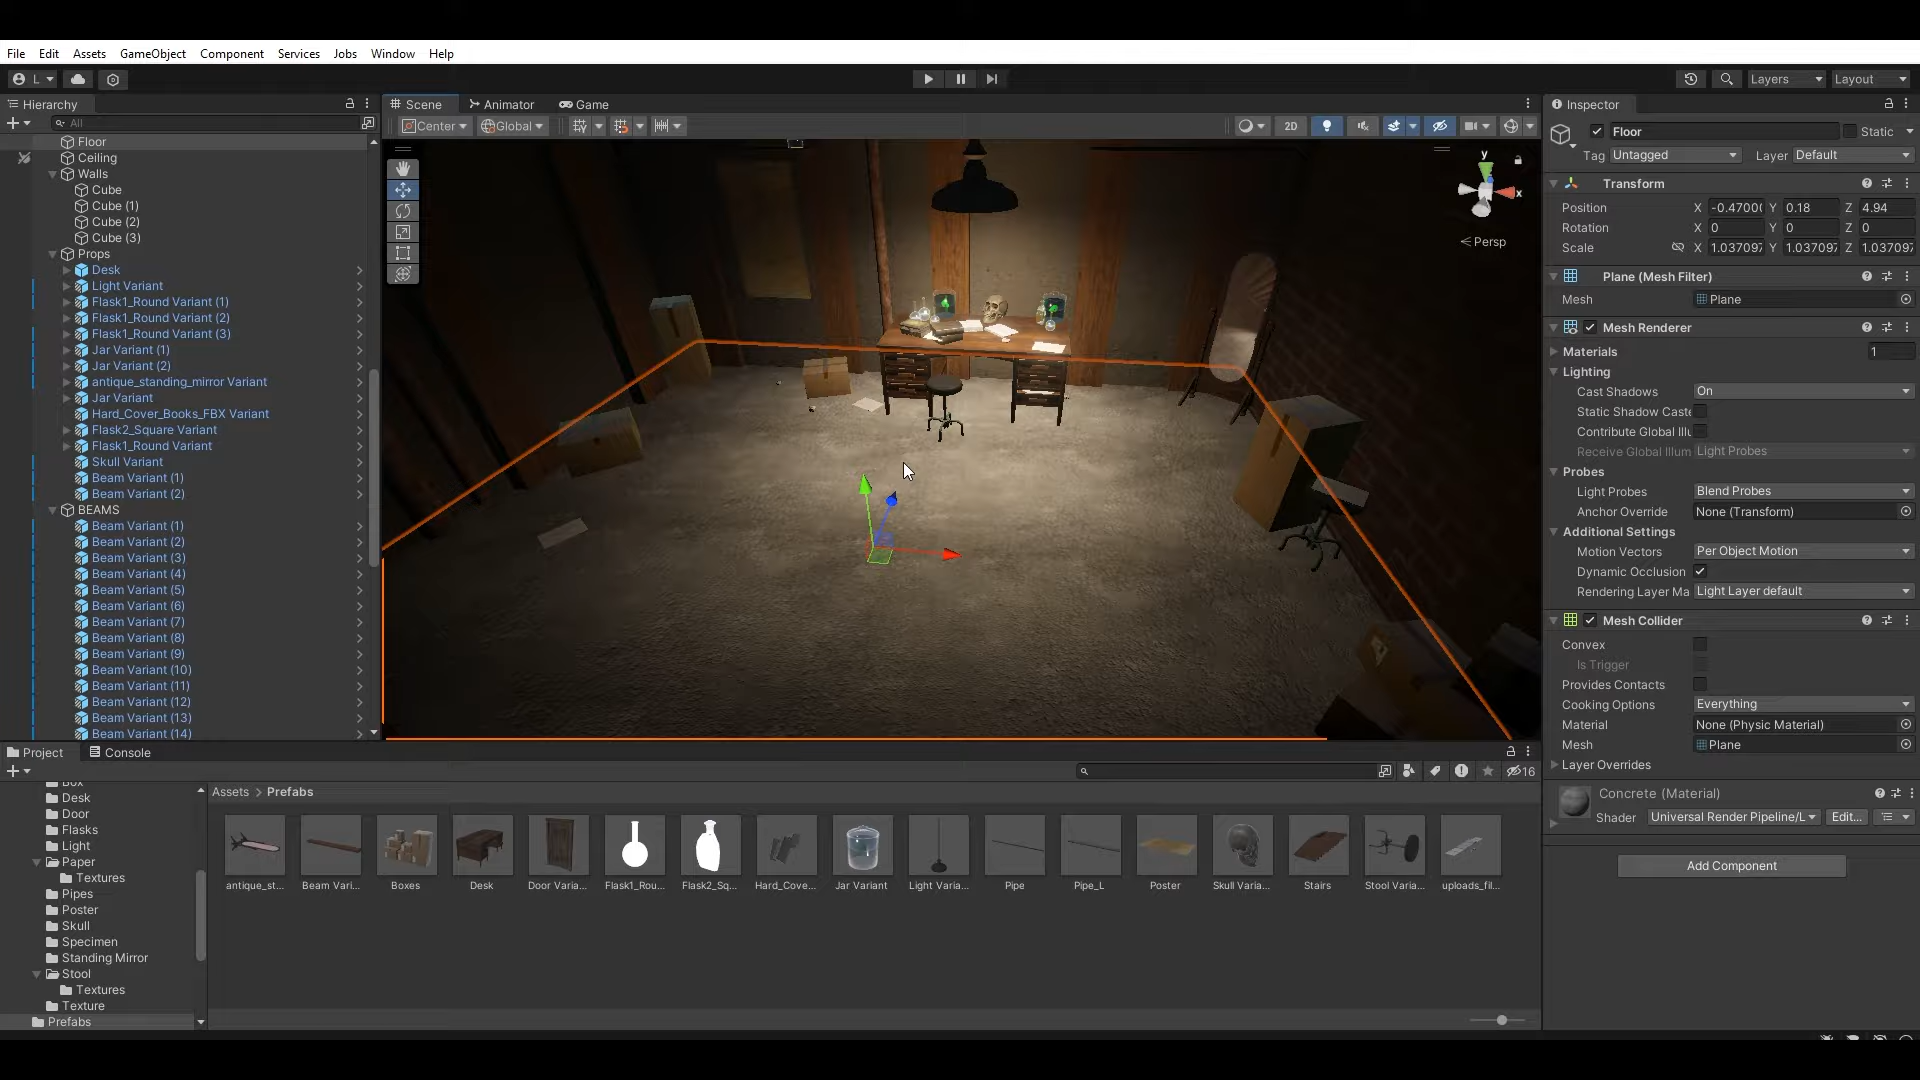 File Edit Assets GameObject Component Services Jobs Window Help
L Layers Layout
Hierarchy Scene Animator Game Inspector
All Center Global 2D
Floor
Ceiling
Walls
Cube
Cube (1)
Cube (2)
Cube (3)
Props
Desk
Light Variant
Flask1_Round Variant (1)
Flask1_Round Variant (2)
Flask1_Round Variant (3)
Jar Variant (1)
Jar Variant (2)
antique_standing_mirror Variant
Jar Variant
Hard_Cover_Books_FBX Variant
Flask2_Square Variant
Flask1_Round Variant
Skull Variant
Beam Variant (1)
Beam Variant (2)
BEAMS
Beam Variant (1)
Beam Variant (2)
Beam Variant (3)
Beam Variant (4)
Beam Variant (5)
Beam Variant (6)
Beam Variant (7)
Beam Variant (8)
Beam Variant (9)
Beam Variant (10)
Beam Variant (11)
Beam Variant (12)
Beam Variant (13)
Beam Variant (14)
y
x
< Persp
Floor Static
Tag Untagged Layer Default
Transform
Position X -0.4700( Y 0.18 Z 4.94
Rotation X 0 Y 0 Z 0
Scale X 1.037097 Y 1.037097 Z 1.037097
Plane (Mesh Filter)
Mesh Plane
Mesh Renderer
Materials 1
Lighting
Cast Shadows On
Static Shadow Caste
Contribute Global Illu
Receive Global Illum Light Probes
Probes
Light Probes Blend Probes
Anchor Override None (Transform)
Additional Settings
Motion Vectors Per Object Motion
Dynamic Occlusion
Rendering Layer Ma Light Layer default
Mesh Collider
Convex
Is Trigger
Provides Contacts
Cooking Options Everything
Material None (Physic Material)
Mesh Plane
Layer Overrides
Concrete (Material)
Shader Universal Render Pipeline/L Edit...
Add Component
Project Console
16
Box
Desk
Door
Flasks
Light
Paper
Textures
Pipes
Poster
Skull
Specimen
Standing Mirror
Stool
Textures
Texture
Prefabs
Assets > Prefabs
antique_st... Beam Vari... Boxes Desk Door Varia... Flask1_Rou... Flask2_Sq... Hard_Cove... Jar Variant Light Varia... Pipe Pipe_L Poster Skull Varia... Stairs Stool Varia... uploads_fil...